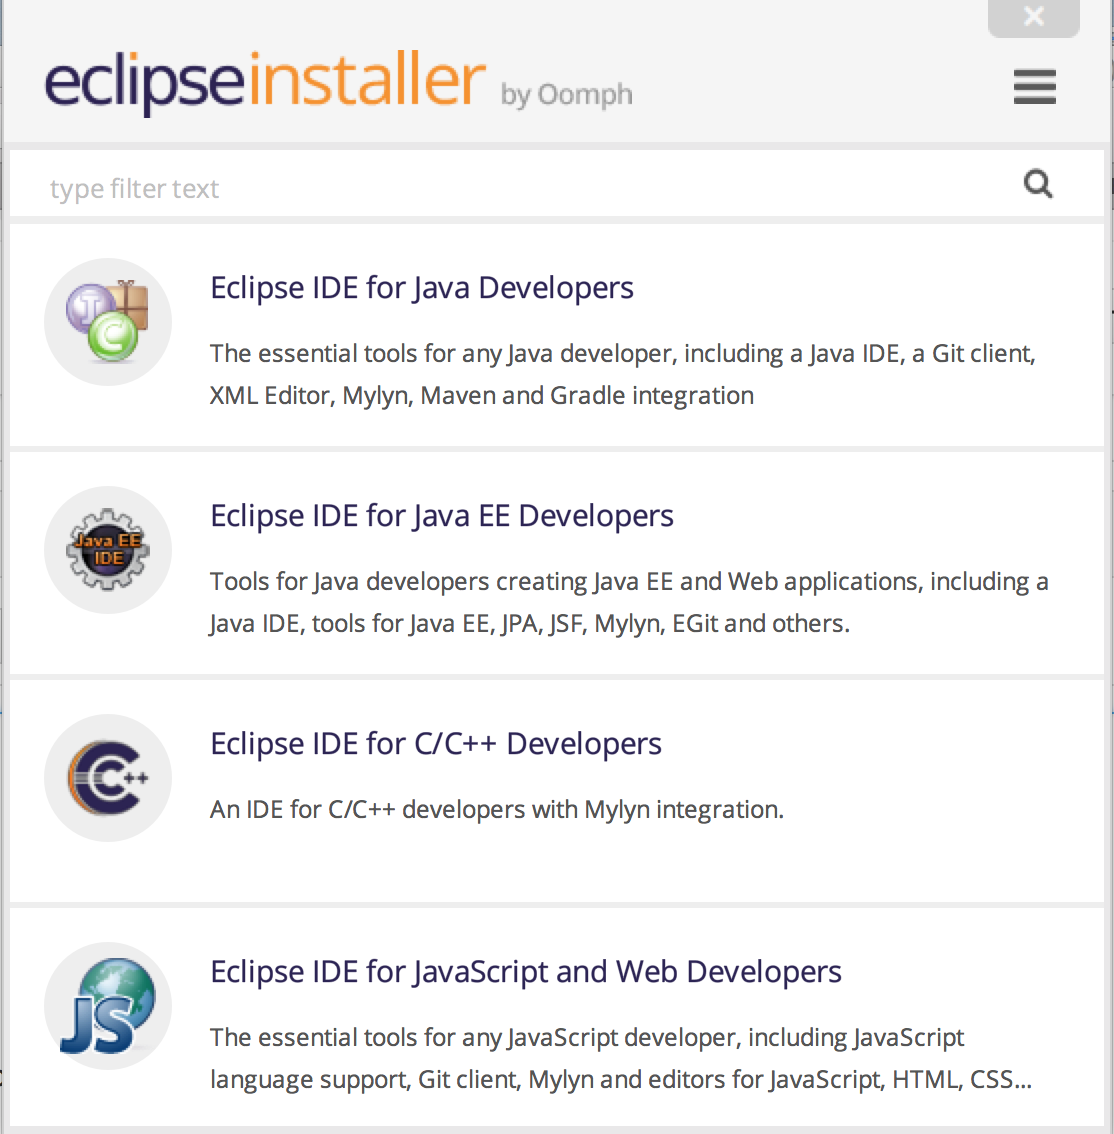 eclipseinstaller by Oomph
type filter text
Eclipse IDE for Java Developers
The essential tools for any Java developer, including a Java IDE, a Git client,
XML Editor, Mylyn, Maven and Gradle integration
Java EE
IDE
Eclipse IDE for Java EE Developers
Tools for Java developers creating Java EE and Web applications, including a
Java IDE, tools for Java EE, JPA, JSF, Mylyn, EGit and others.
C++
Eclipse IDE for C/C++ Developers
An IDE for C/C++ developers with Mylyn integration.
JS
Eclipse IDE for JavaScript and Web Developers
The essential tools for any JavaScript developer, including JavaScript
language support, Git client, Mylyn and editors for JavaScript, HTML, CSS...